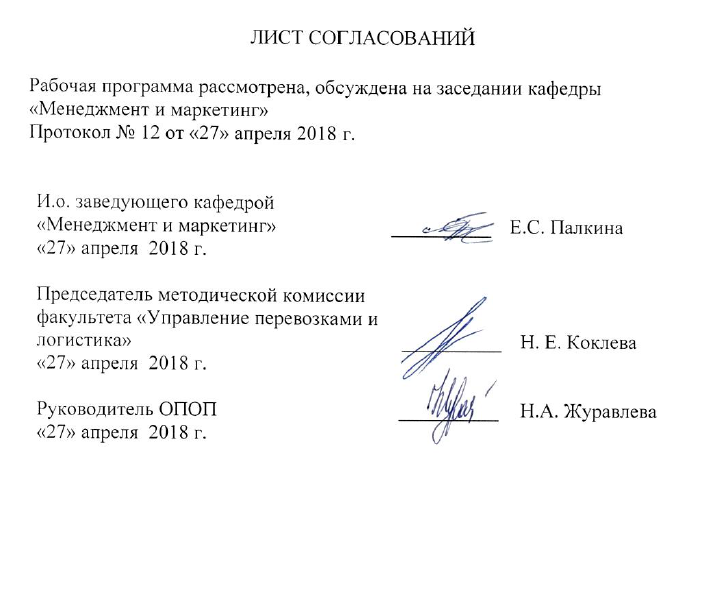 ЛИСТ СОГЛАСОВАНИЙ
Рабочая программа рассмотрена, обсуждена на заседании кафедры
«Менеджмент и маркетинг»
Протокол № 12 от «27» апреля 2018 г.
И.о. заведующего кафедрой
«Менеджмент и маркетинг» Е.С. Палкина
«27» апреля 2018 г.
Председатель методической комиссии
факультета «Управление перевозками и
логистика» Н. Е. Коклева
«27» апреля 2018 г.
Руководитель ОПОП Н.А. Журавлева
«27» апреля 2018 г.